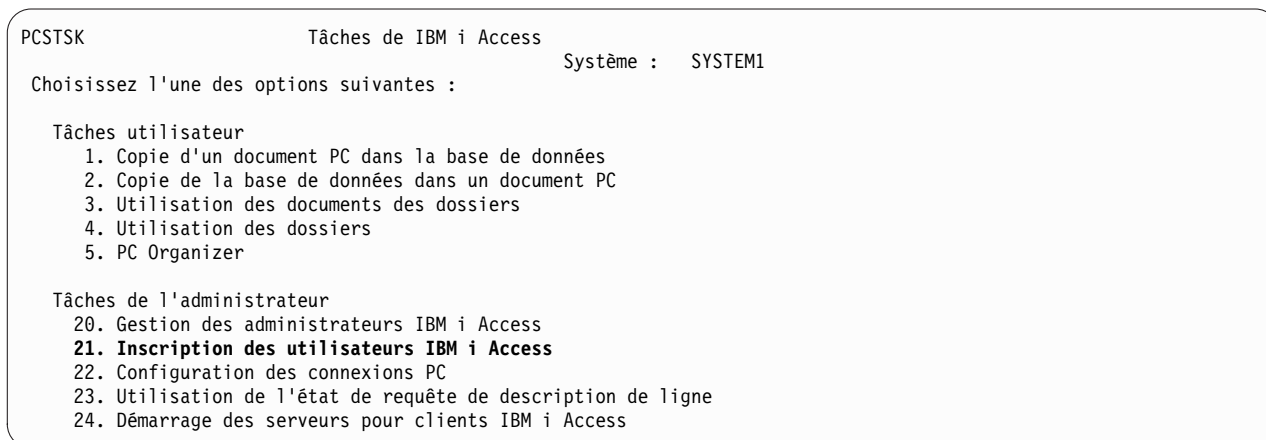 PCSTSK Tâches de IBM i Access
Système : SYSTEM1
Choisissez l'une des options suivantes :
Tâches utilisateur
1. Copie d'un document PC dans la base de données
2. Copie de la base de données dans un document PC
3. Utilisation des documents des dossiers
4. Utilisation des dossiers
5. PC Organizer
Tâches de l'administrateur
20. Gestion des administrateurs IBM i Access
21. Inscription des utilisateurs IBM i Access
22. Configuration des connexions PC
23. Utilisation de l'état de requête de description de ligne
24. Démarrage des serveurs pour clients IBM i Access